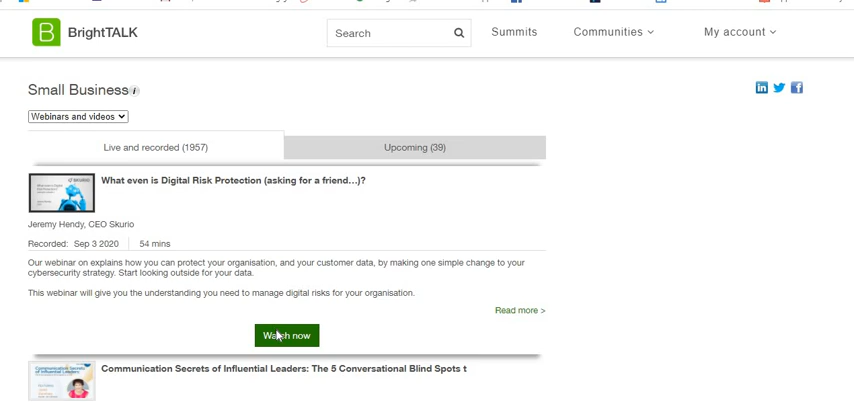 BrightTALK
Search
Summits
Communities
My account
Small Business
Webinars and videos
Live and recorded (1957)
Upcoming (39)
What even is Digital Risk Protection (asking for a friend...)?
Jeremy Hendy, CEO Skurio
Recorded: Sep 3 2020
54 mins
Our webinar on explains how you can protect your organisation, and your customer data, by making one simple change to your
cybersecurity strategy. Start looking outside for your data.
This webinar will give you the understanding you need to manage digital risks for your organisation.
Read more >
Watch now
Communication Secrets of Influential Leaders: The 5 Conversational Blind Spots t